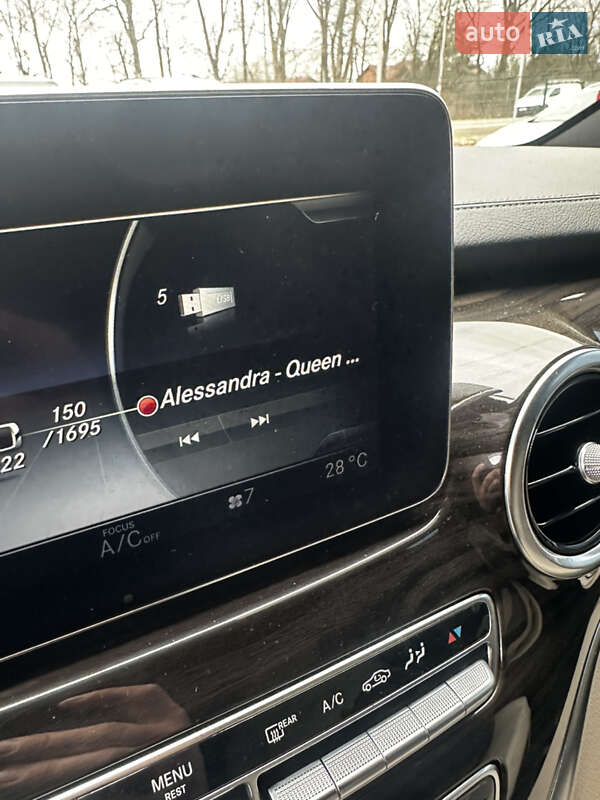 auto RIA
5
USB
Alessandra - Queen ...
150
/1695
22
28 °C
7
FOCUS
A/C OFF
REAR
A/C
MENU
REST